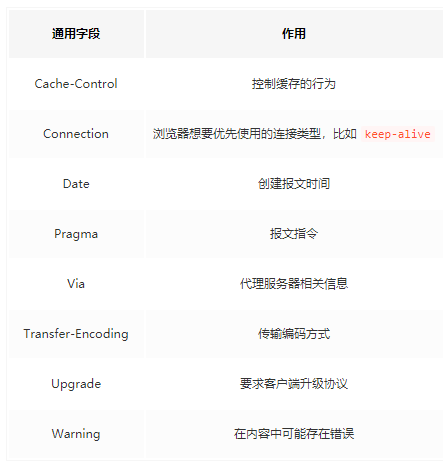 通用字段 作用
Cache-Control 控制缓存的行为
Connection 浏览器想要优先使用的连接类型，比如 keep-alive
Date 创建报文时间
Pragma 报文指令
Via 代理服务器相关信息
Transfer-Encoding 传输编码方式
Upgrade 要求客户端升级协议
Warning 在内容中可能存在错误